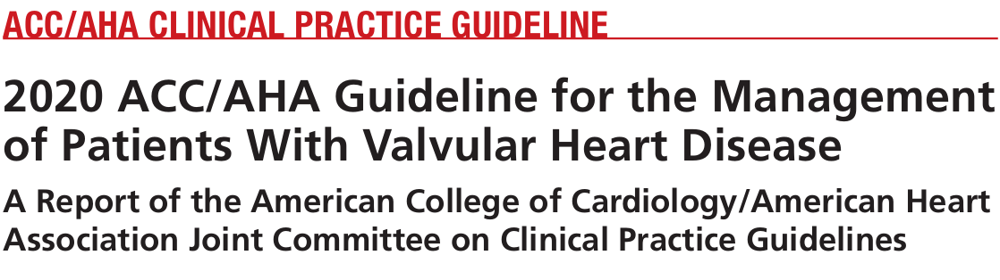 ACC/AHA CLINICAL PRACTICE GUIDELINE
2020 ACC/AHA Guideline for the Management
of Patients With Valvular Heart Disease
A Report of the American College of Cardiology/American Heart
Association Joint Committee on Clinical Practice Guidelines